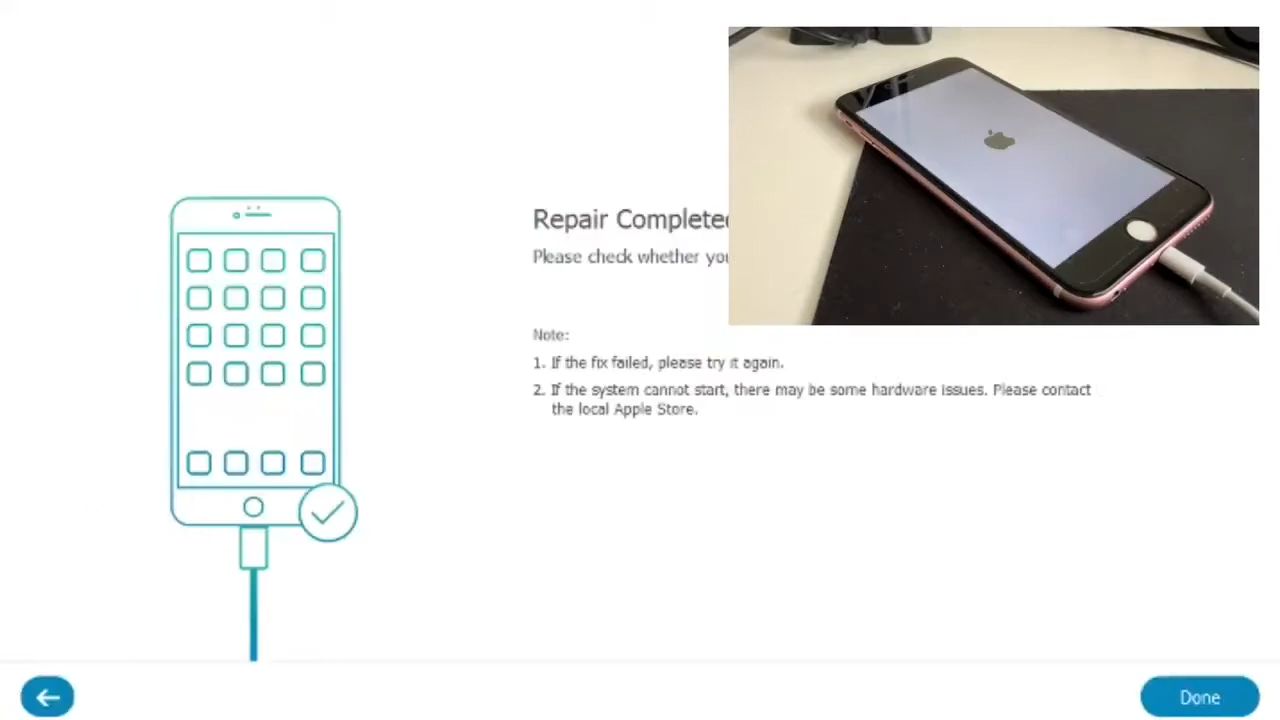 Repair Completed
Please check whether you
Note:
1. If the fix failed, please try it again.
2. If the system cannot start, there may be some hardware issues. Please contact
the local Apple Store.
Done